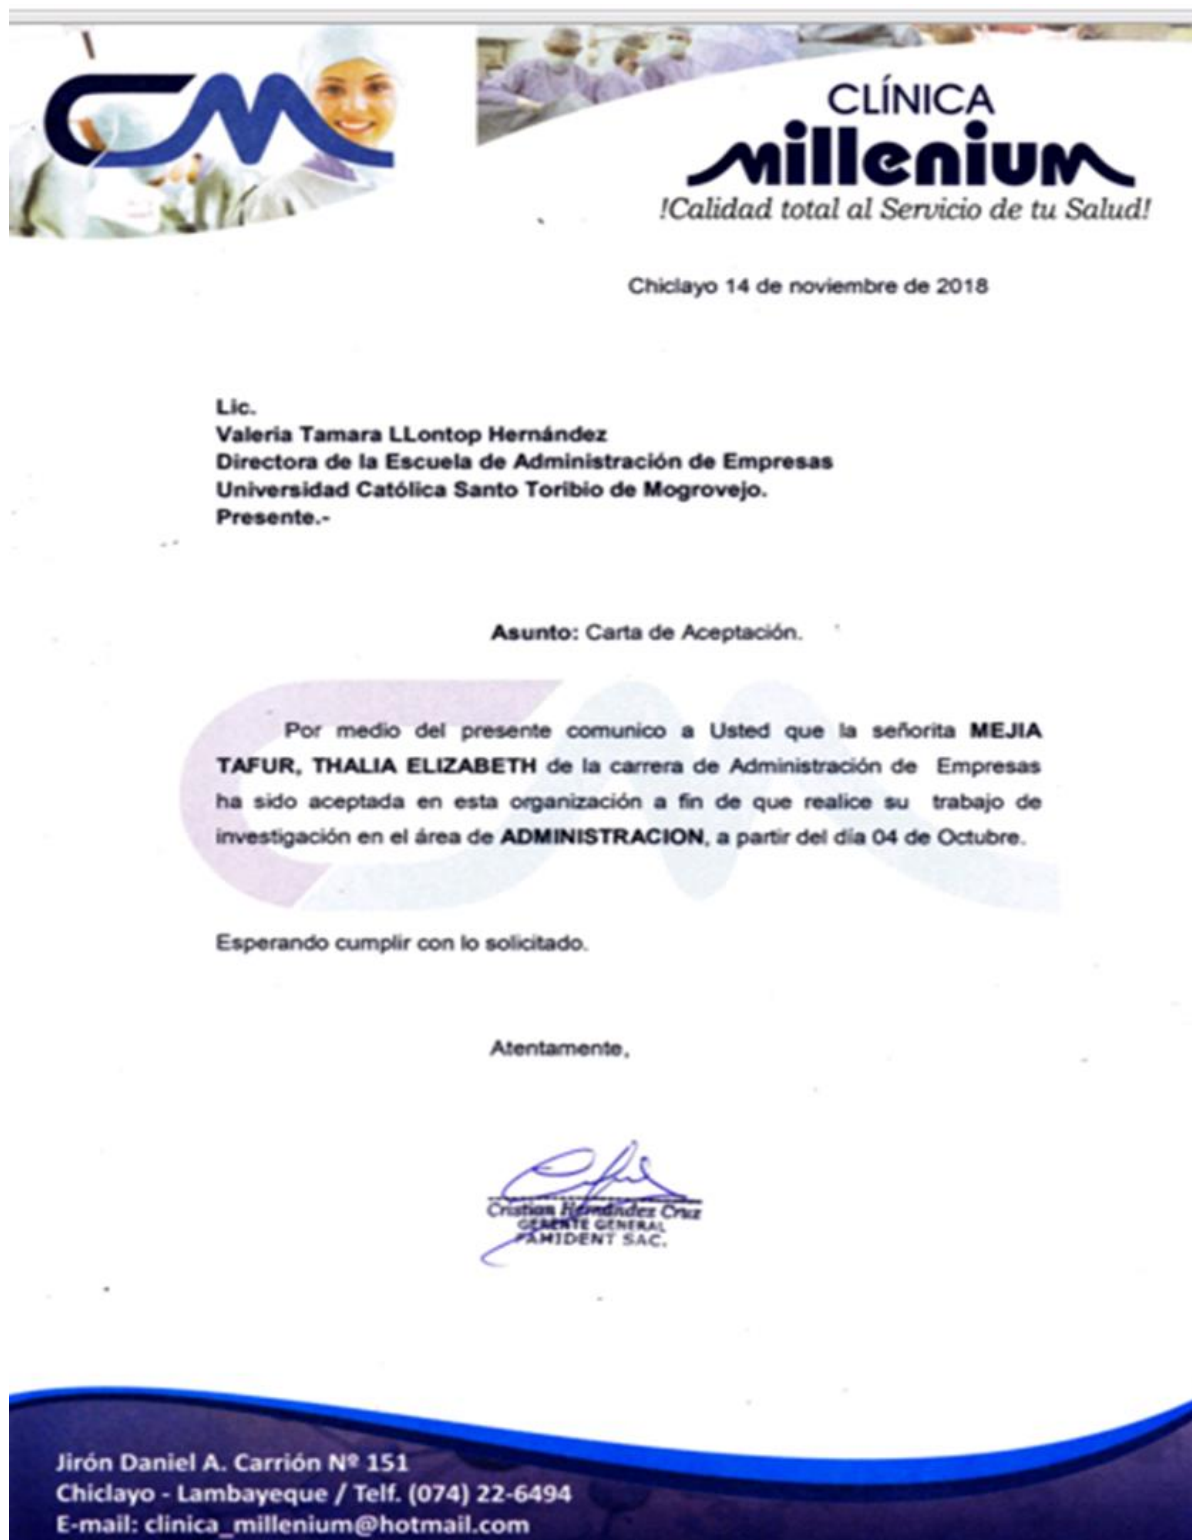 CM
CLÍNICA
Millenium
!Calidad total al Servicio de tu Salud!
Chiclayo 14 de noviembre de 2018
Lic.
Valeria Tamara LLontop Hernández
Directora de la Escuela de Administración de Empresas
Universidad Católica Santo Toribio de Mogrovejo.
Presente.-
Asunto: Carta de Aceptación.
Por medio del presente comunico a Usted que la señorita MEJIA
TAFUR, THALIA ELIZABETH de la carrera de Administración de Empresas
ha sido aceptada en esta organización a fin de que realice su trabajo de
investigación en el área de ADMINISTRACION, a partir del día 04 de Octubre.
Esperando cumplir con lo solicitado.
Atentamente,
Cristian Hernández Cruz
GERENTE GENERAL
FAMIDENT SAC.
Jirón Daniel A. Carrión Nº 151
Chiclayo - Lambayeque / Telf. (074) 22-6494
E-mail: clinica_millenium@hotmail.com